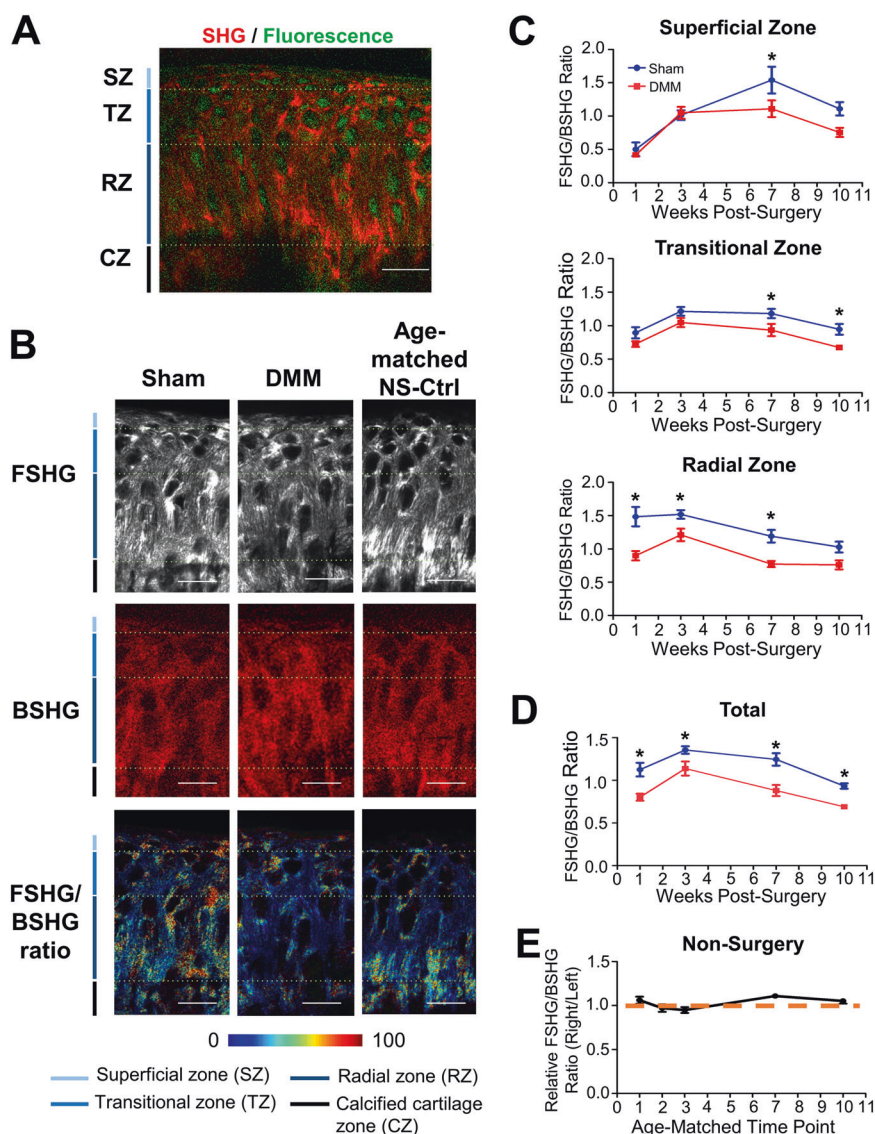 A
SHG / Fluorescence
SZ
TZ
RZ
CZ
B
Sham
DMM
Age-
matched
NS-Ctrl
FSHG
BSHG
FSHG/
BSHG
ratio
0
100
Superficial zone (SZ)
Radial zone (RZ)
Transitional zone (TZ)
Calcified cartilage
zone (CZ)
C
Superficial Zone
FSHG/BSHG Ratio
2.0
1.5
1.0
0.5
0.0
Sham
DMM
*
0 1 2 3 4 5 6 7 8 9 10 11
Weeks Post-Surgery
Transitional Zone
FSHG/BSHG Ratio
2.0
1.5
1.0
0.5
0.0
* *
0 1 2 3 4 5 6 7 8 9 10 11
Weeks Post-Surgery
Radial Zone
FSHG/BSHG Ratio
2.0
1.5
1.0
0.5
0.0
* * *
0 1 2 3 4 5 6 7 8 9 10 11
Weeks Post-Surgery
D
Total
FSHG/BSHG Ratio
1.5
1.0
0.5
0.0
* * * *
0 1 2 3 4 5 6 7 8 9 10 11
Weeks Post-Surgery
E
Non-Surgery
Relative FSHG/BSHG
Ratio (Right/Left)
1.5
1.0
0.5
0.0
0 1 2 3 4 5 6 7 8 9 10 11
Age-Matched Time Point